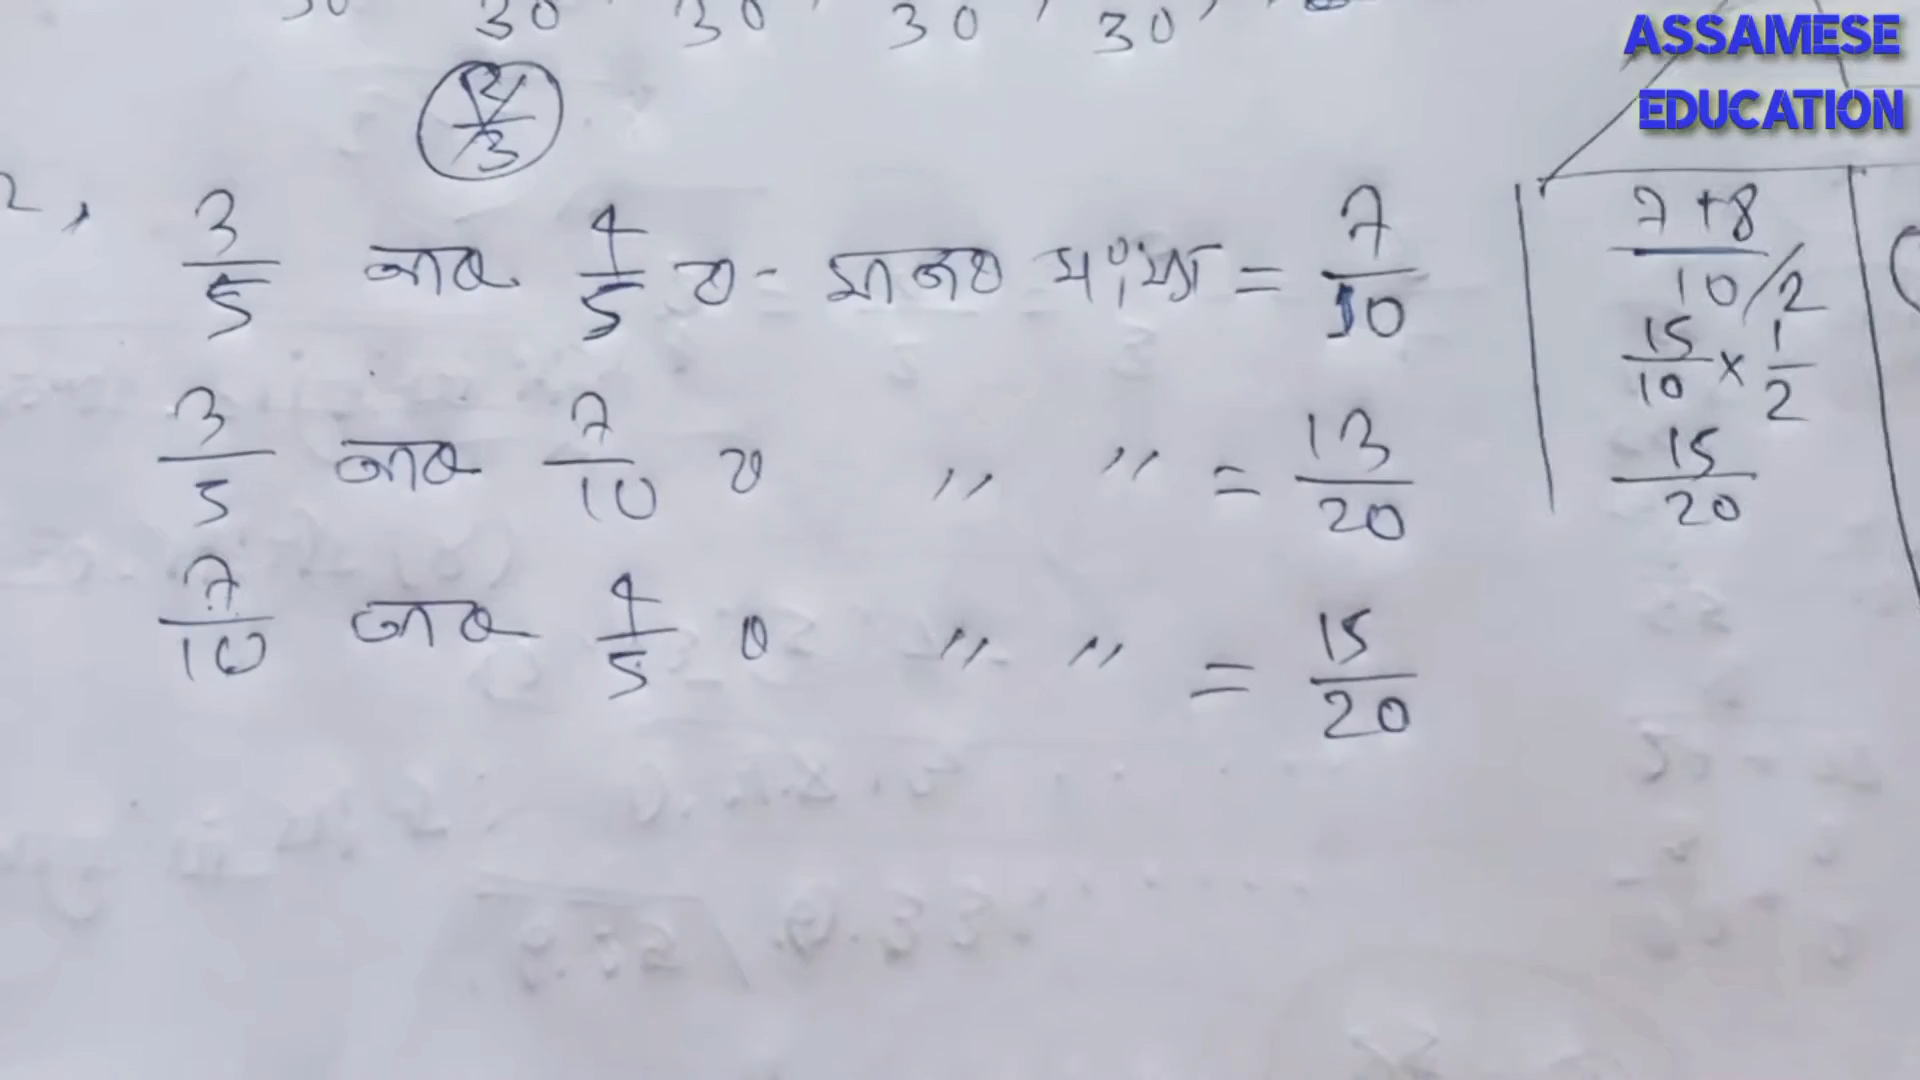 30 30 30 30 30
ASSAMESE
EDUCATION
2, 3/5 আৰু 4/5 ৰ- মাজৰ সংখ্যা = 7/10
3/5 আৰু 7/10 ৰ " " = 13/20
7/10 আৰু 4/5 ৰ " " = 15/20
7+8
10/2
15/10 × 1/2
15/20